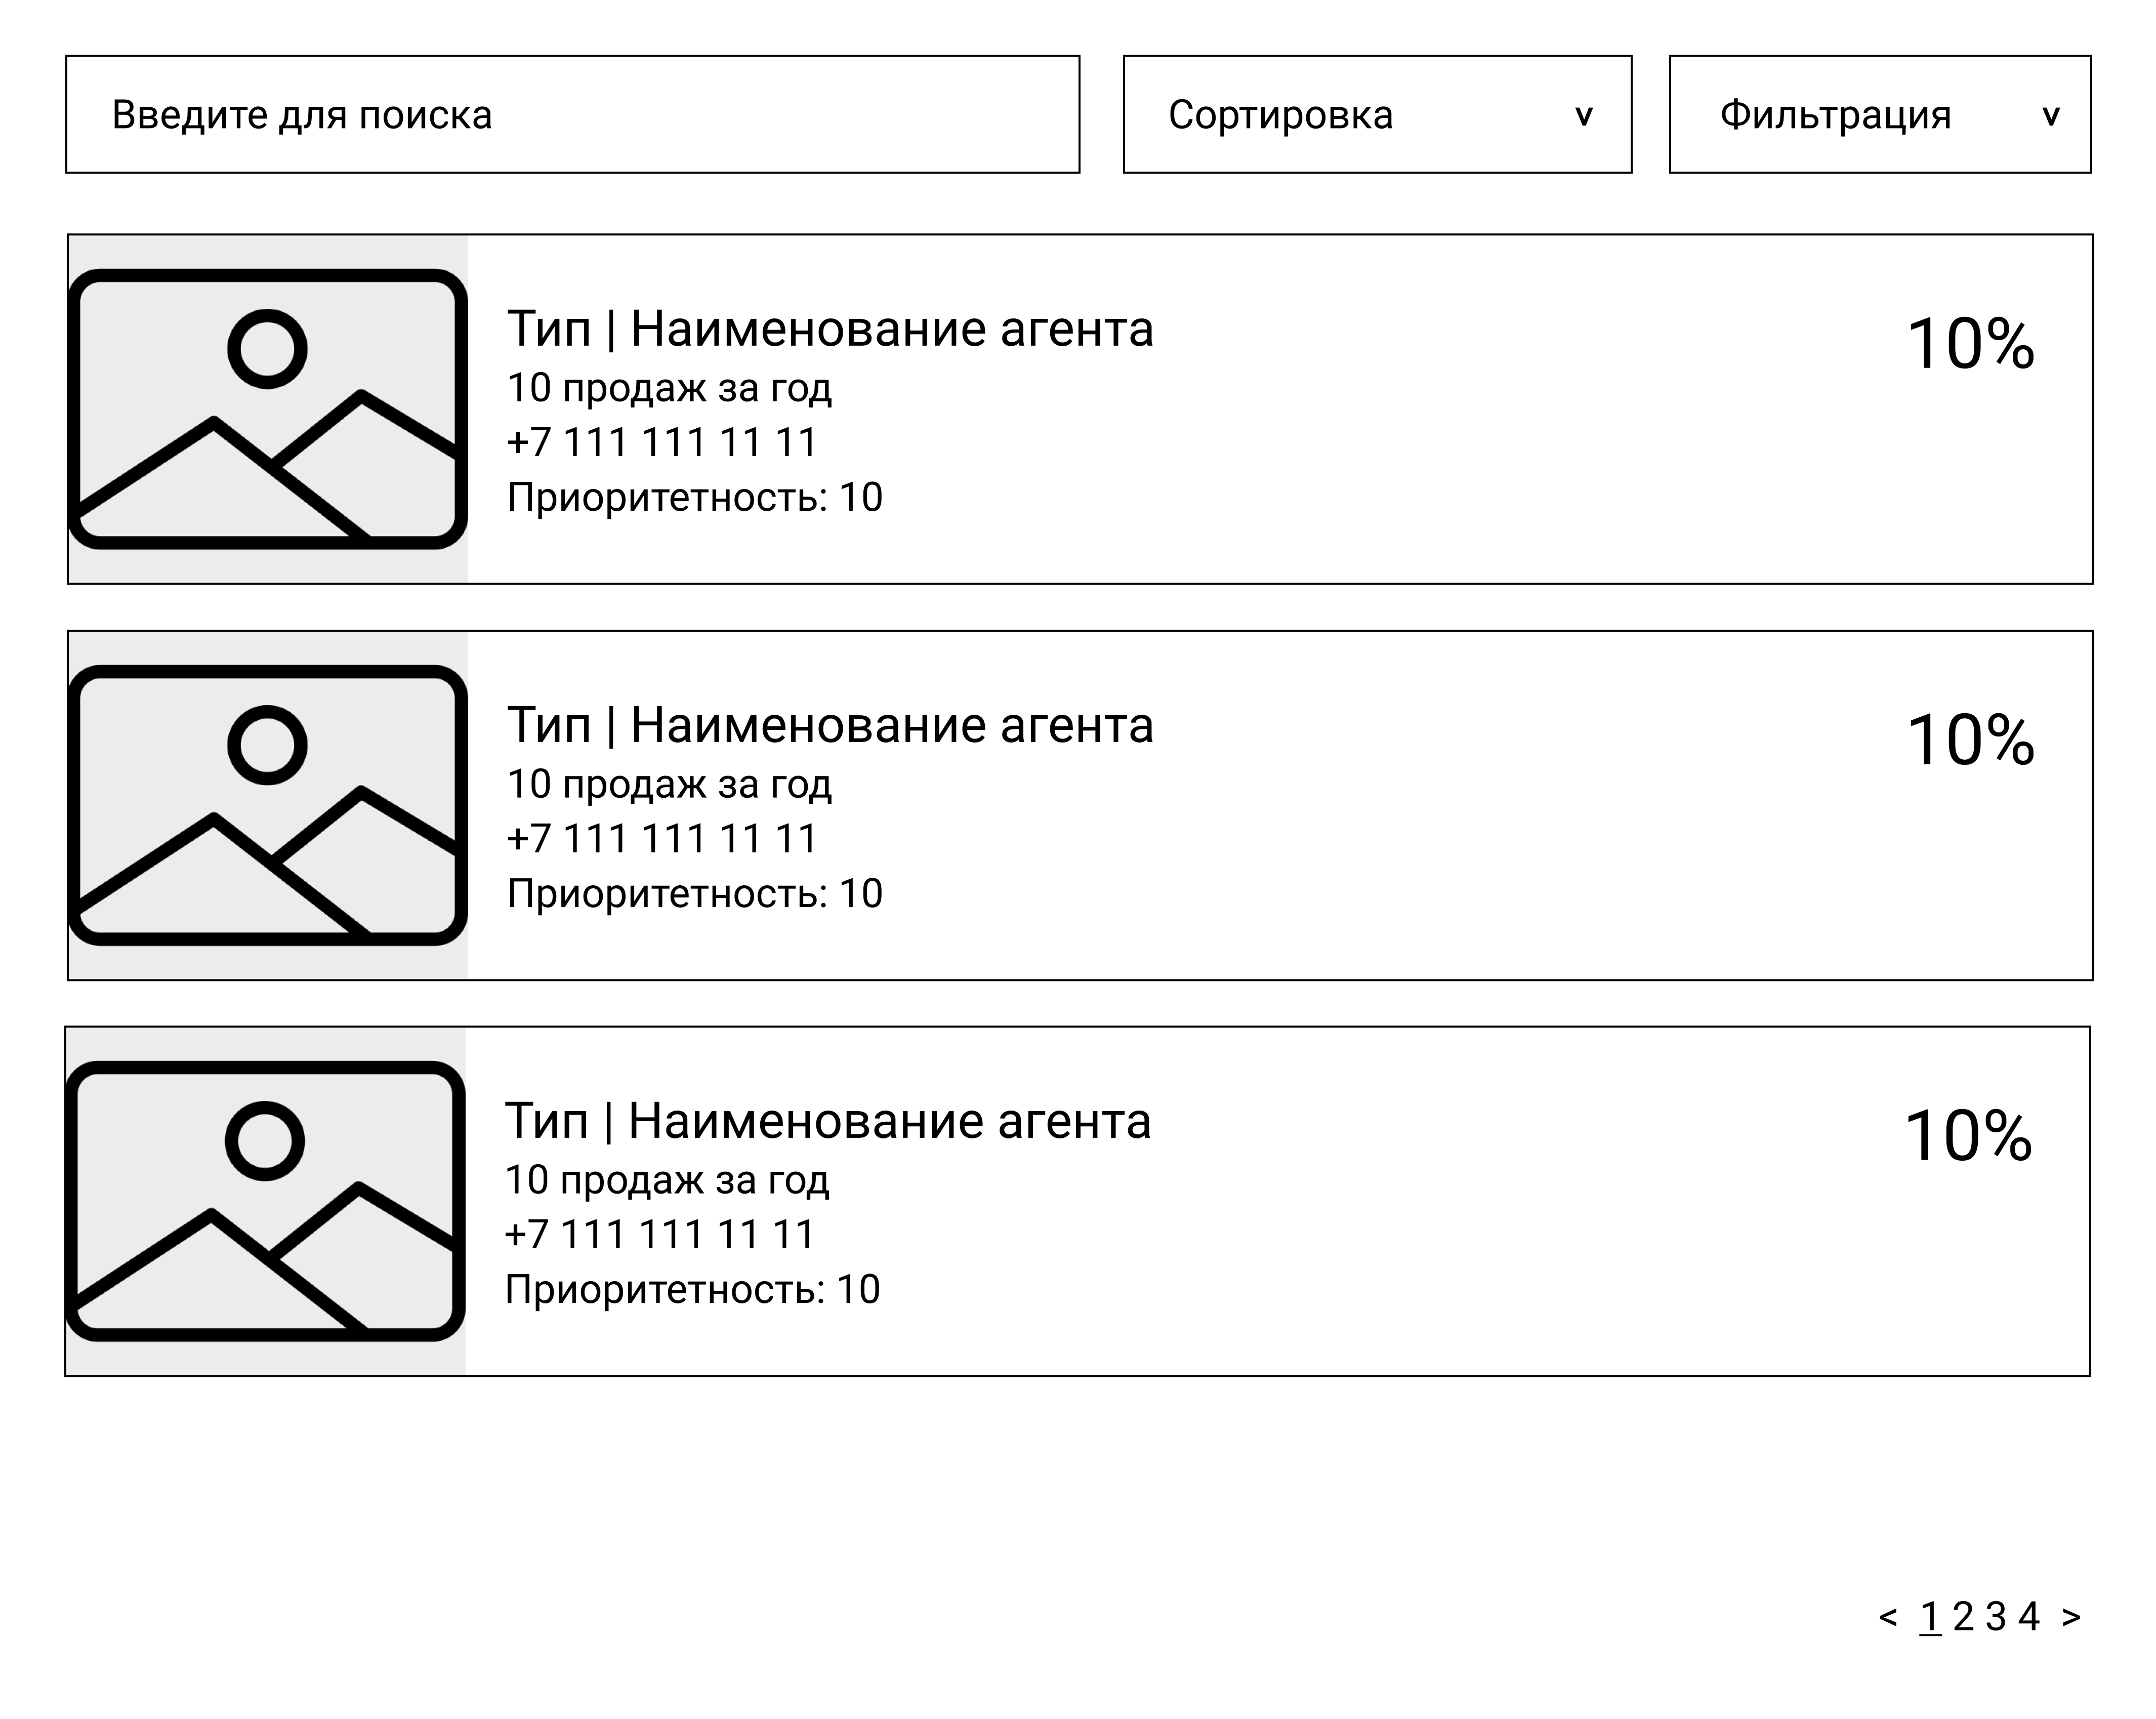 Введите для поиска
Сортировка v
Фильтрация v
Тип | Наименование агента
10%
10 продаж за год
+7 111 111 11 11
Приоритетность: 10
Тип | Наименование агента
10%
10 продаж за год
+7 111 111 11 11
Приоритетность: 10
Тип | Наименование агента
10%
10 продаж за год
+7 111 111 11 11
Приоритетность: 10
< 1 2 3 4 >